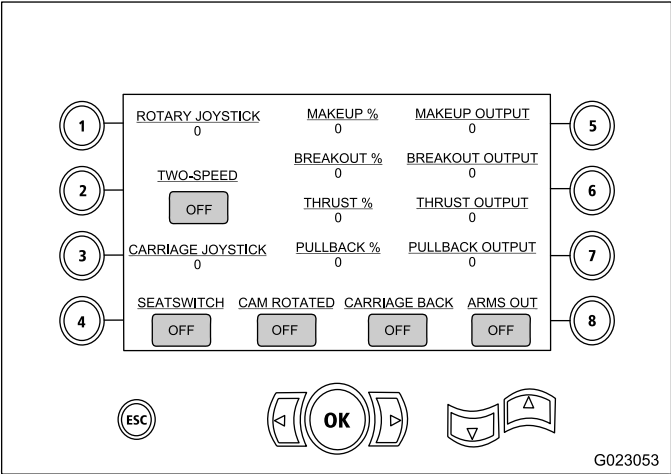 ROTARY JOYSTICK MAKEUP % MAKEUP OUTPUT
0 0 0
1 5
BREAKOUT % BREAKOUT OUTPUT
0 0
TWO-SPEED
OFF
2 6
THRUST % THRUST OUTPUT
0 0
CARRIAGE JOYSTICK PULLBACK % PULLBACK OUTPUT
0 0 0
3 7
SEATSWITCH CAM ROTATED CARRIAGE BACK ARMS OUT
OFF OFF OFF OFF
4 8
ESC OK
G023053